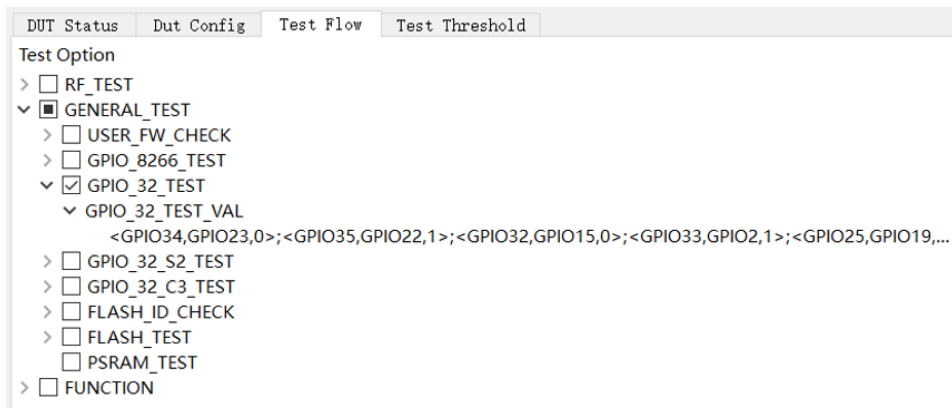 DUT Status Dut Config Test Flow Test Threshold
Test Option
RF_TEST
GENERAL_TEST
USER_FW_CHECK
GPIO_8266_TEST
GPIO_32_TEST
GPIO_32_TEST_VAL
<GPIO34,GPIO23,0>;<GPIO35,GPIO22,1>;<GPIO32,GPIO15,0>;<GPIO33,GPIO2,1>;<GPIO25,GPIO19,...
GPIO_32_S2_TEST
GPIO_32_C3_TEST
FLASH_ID_CHECK
FLASH_TEST
PSRAM_TEST
FUNCTION